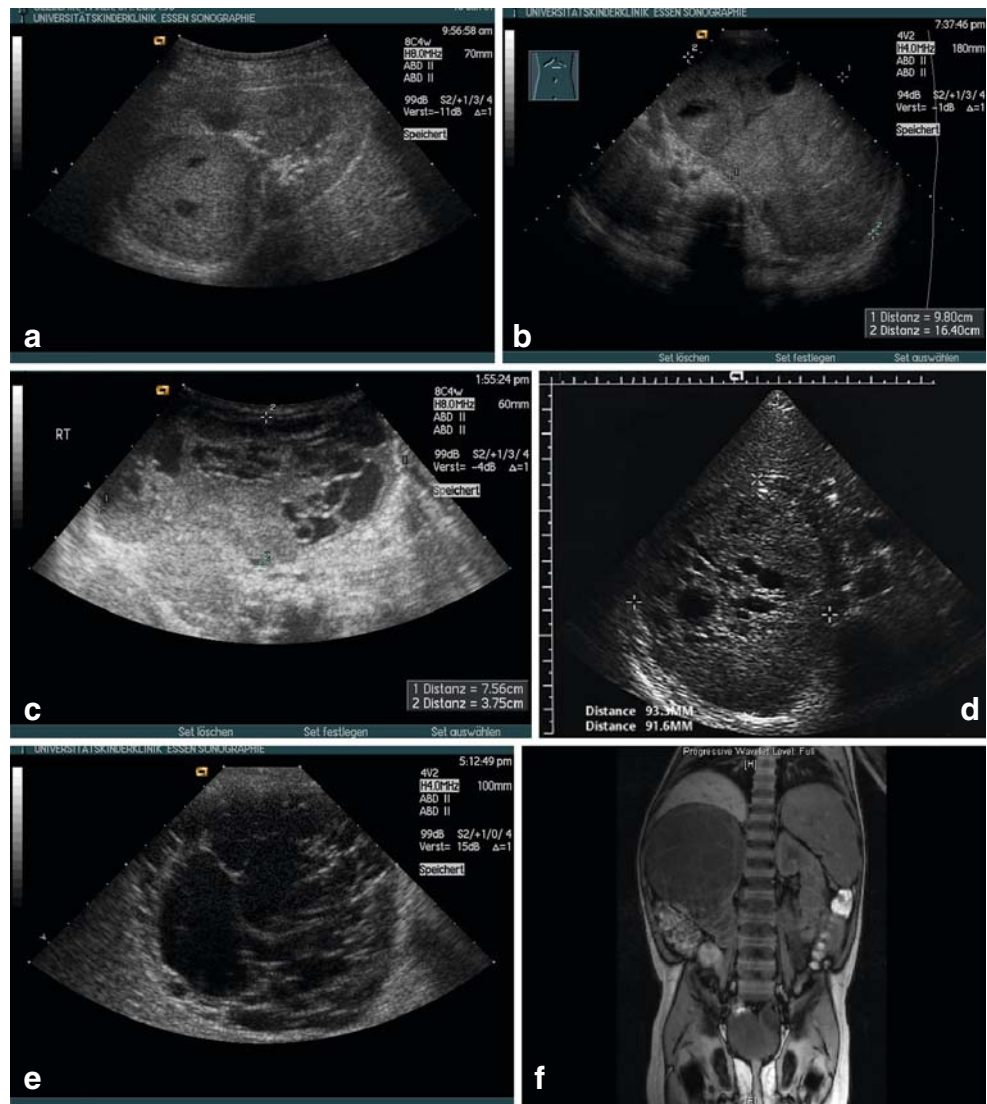 UNIVERSITÄTSKINDERKLINIK ESSEN SONOGRAPHIE
9:56:58 am
8C4w
H8.0MHz 70mm
ABD II
ABD II
99dB S2/+1/3/4
Verst=-11dB Δ=1
Speichert
a
UNIVERSITÄTSKINDERKLINIK ESSEN SONOGRAPHIE
7:37:46 pm
4V2
H4.0MHz 180mm
ABD II
ABD II
94dB S2/+1/3/4
Verst= -1dB Δ=1
Speichert
2
1
1 Distanz = 9.80cm
2 Distanz = 16.40cm
b
Set löschen Set festlegen Set auswählen
1:55:24 pm
8C4w
H8.0MHz 60mm
ABD II
ABD II
99dB S2/+1/3/4
Verst= -4dB Δ=1
Speichert
RT
2
1 Distanz = 7.56cm
2 Distanz = 3.75cm
c
Set löschen Set festlegen Set auswählen
Distance 93.3MM
Distance 91.6MM
d
UNIVERSITÄTSKINDERKLINIK ESSEN SONOGRAPHIE
5:12:49 pm
4V2
H4.0MHz 100mm
ABD II
ABD II
99dB S2/+1/0/4
Verst= 15dB Δ=1
Speichert
e
Progressive Wavelet Level: Full
[H]
f